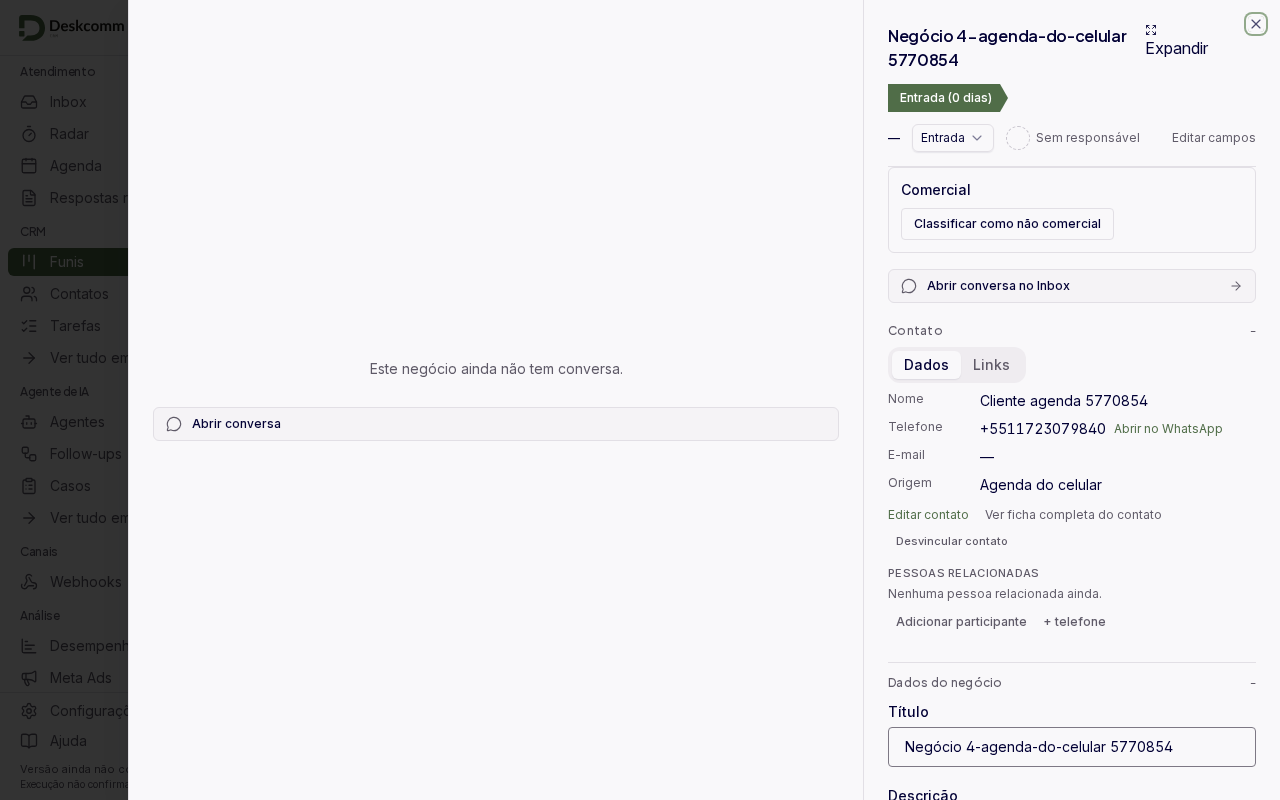 Deskcomm
Atendimento
Inbox
Radar
Agenda
Respostas r
CRM
Funis
Contatos
Tarefas
Ver tudo em
Agente de IA
Agentes
Follow-ups
Casos
Ver tudo em
Canais
Webhooks
Análise
Desempenh
Meta Ads
Configuraçõ
Ajuda
Versão ainda não co
Execução não confirma
Este negócio ainda não tem conversa.
Abrir conversa
Negócio 4-agenda-do-celular
5770854
Expandir
Entrada (0 dias)
— Entrada Sem responsável Editar campos
Comercial
Classificar como não comercial
Abrir conversa no Inbox
Contato –
Dados Links
Nome Cliente agenda 5770854
Telefone +5511723079840 Abrir no WhatsApp
E-mail —
Origem Agenda do celular
Editar contato Ver ficha completa do contato
Desvincular contato
PESSOAS RELACIONADAS
Nenhuma pessoa relacionada ainda.
Adicionar participante + telefone
Dados do negócio –
Título
Negócio 4-agenda-do-celular 5770854
Descrição